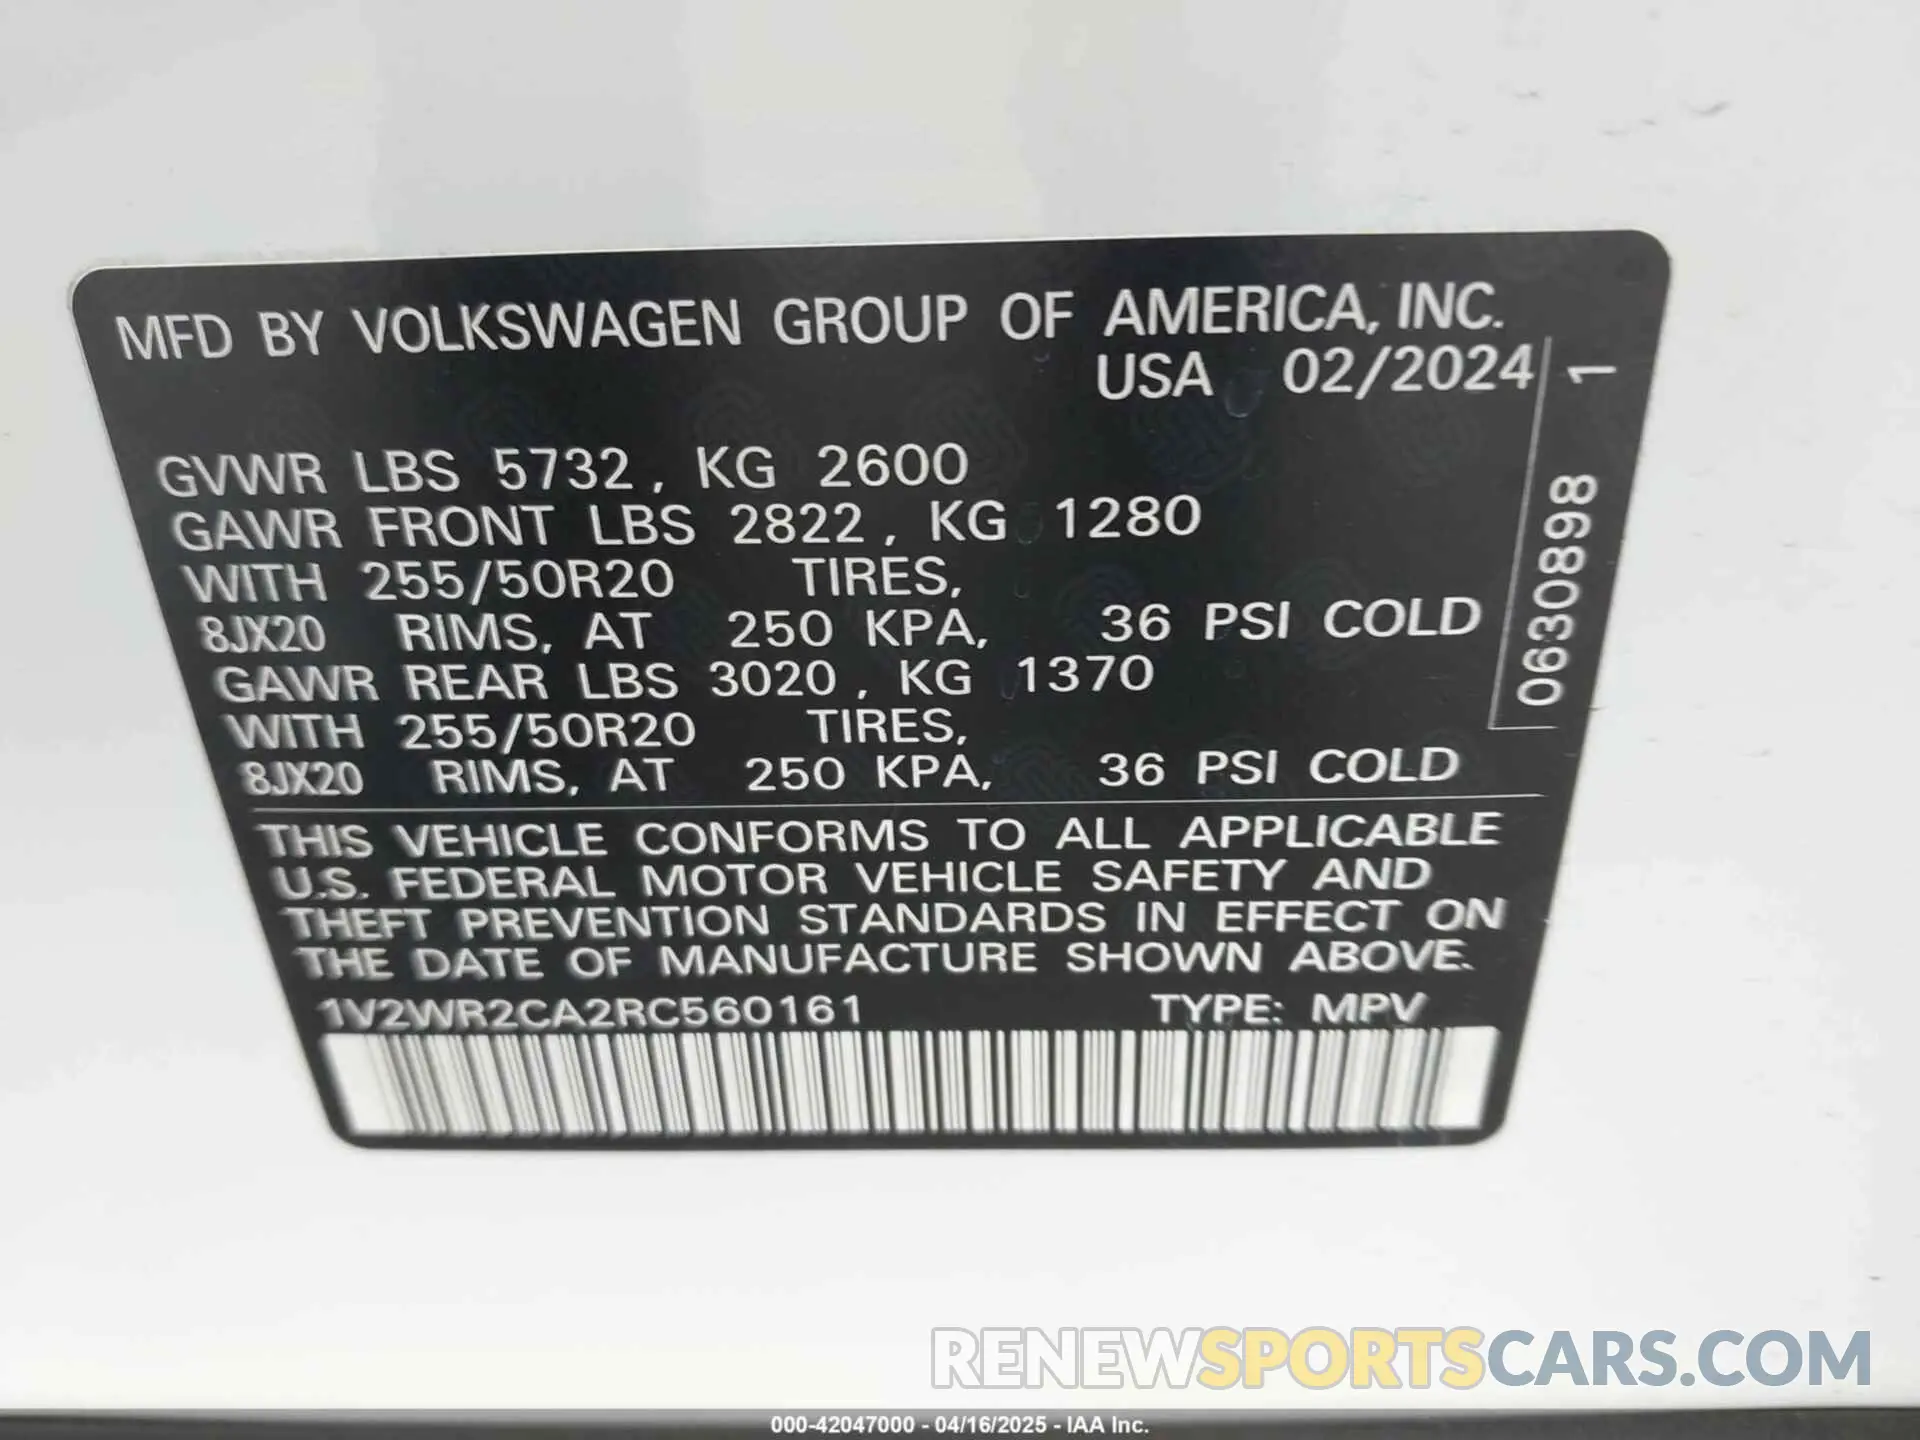 MFD BY VOLKSWAGEN GROUP OF AMERICA, INC.
USA 02/2024
GVWR LBS 5732, KG 2600
GAWR FRONT LBS 2822, KG 1280
WITH 255/50R20 TIRES,
8JX20 RIMS, AT 250 KPA, 36 PSI COLD
GAWR REAR LBS 3020, KG 1370
WITH 255/50R20 TIRES,
8JX20 RIMS, AT 250 KPA, 36 PSI COLD
0630898 1
THIS VEHICLE CONFORMS TO ALL APPLICABLE
U.S. FEDERAL MOTOR VEHICLE SAFETY AND
THEFT PREVENTION STANDARDS IN EFFECT ON
THE DATE OF MANUFACTURE SHOWN ABOVE.
1V2WR2CA2RC560161 TYPE: MPV
RENEWSPORTSCARS.COM
000-42047000 - 04/16/2025 - IAA Inc.